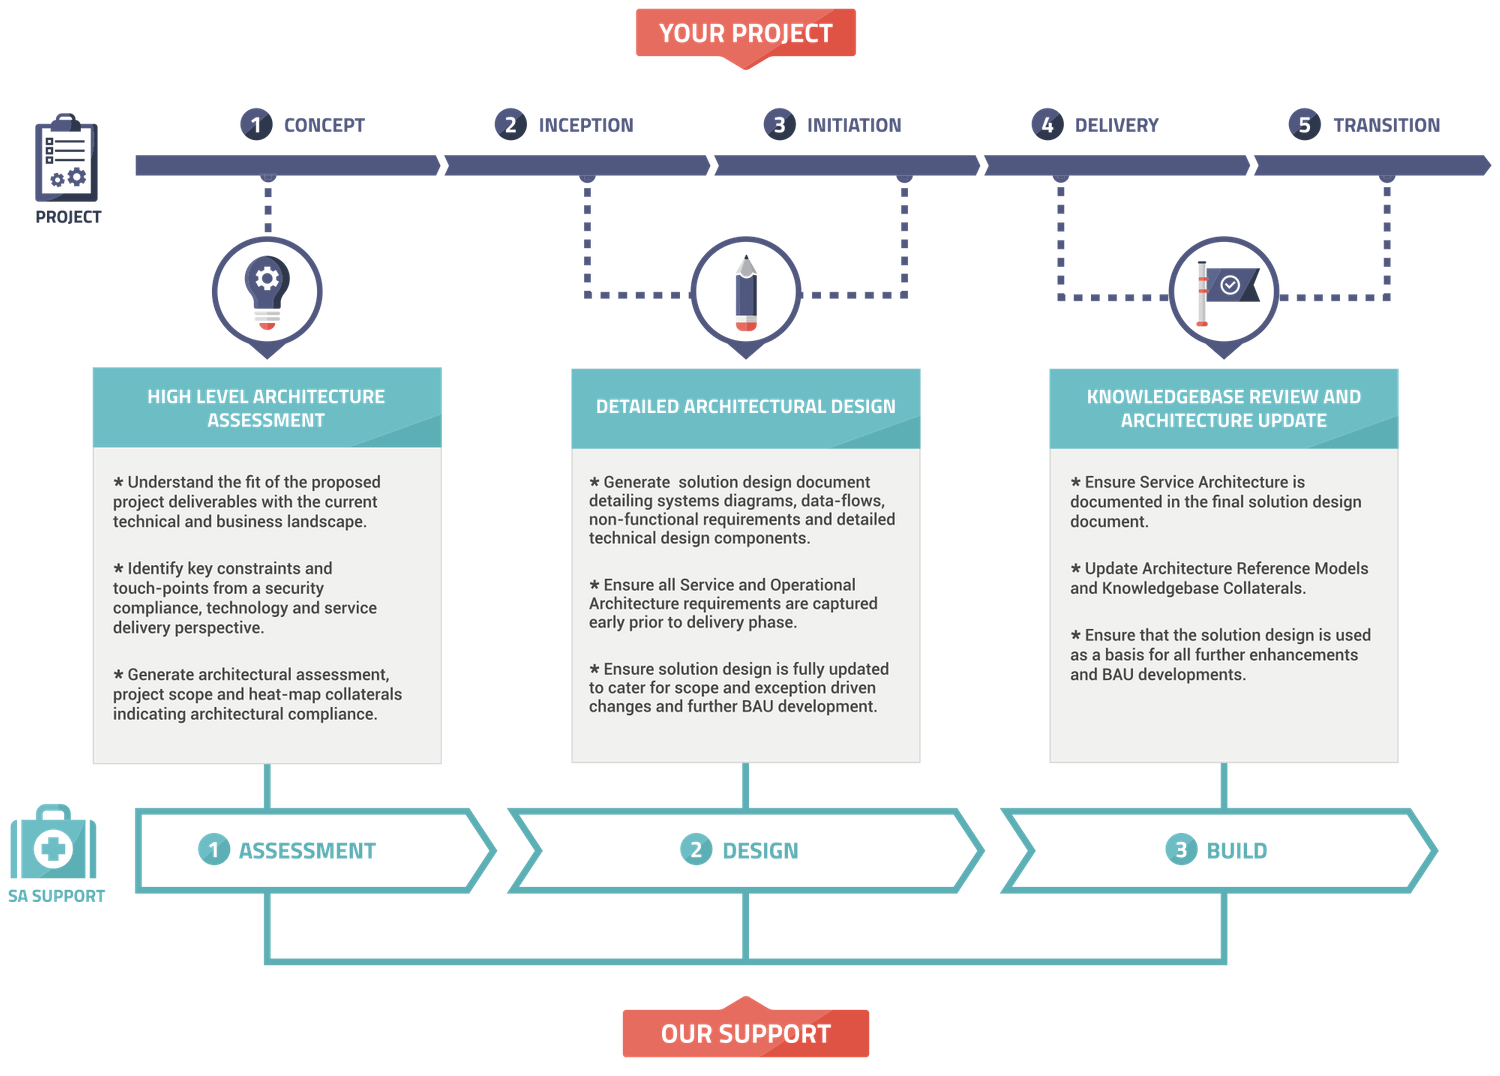 YOUR PROJECT
1 CONCEPT
2 INCEPTION
3 INITIATION
4 DELIVERY
5 TRANSITION
PROJECT
HIGH LEVEL ARCHITECTURE
ASSESSMENT
* Understand the fit of the proposed
project deliverables with the current
technical and business landscape.
* Identify key constraints and
touch-points from a security
compliance, technology and service
delivery perspective.
* Generate architectural assessment,
project scope and heat-map collaterals
indicating architectural compliance.
DETAILED ARCHITECTURAL DESIGN
* Generate solution design document
detailing systems diagrams, data-flows,
non-functional requirements and detailed
technical design components.
* Ensure all Service and Operational
Architecture requirements are captured
early prior to delivery phase.
* Ensure solution design is fully updated
to cater for scope and exception driven
changes and further BAU development.
KNOWLEDGEBASE REVIEW AND
ARCHITECTURE UPDATE
* Ensure Service Architecture is
documented in the final solution design
document.
* Update Architecture Reference Models
and Knowledgebase Collaterals.
* Ensure that the solution design is used
as a basis for all further enhancements
and BAU developments.
SA SUPPORT
1 ASSESSMENT
2 DESIGN
3 BUILD
OUR SUPPORT